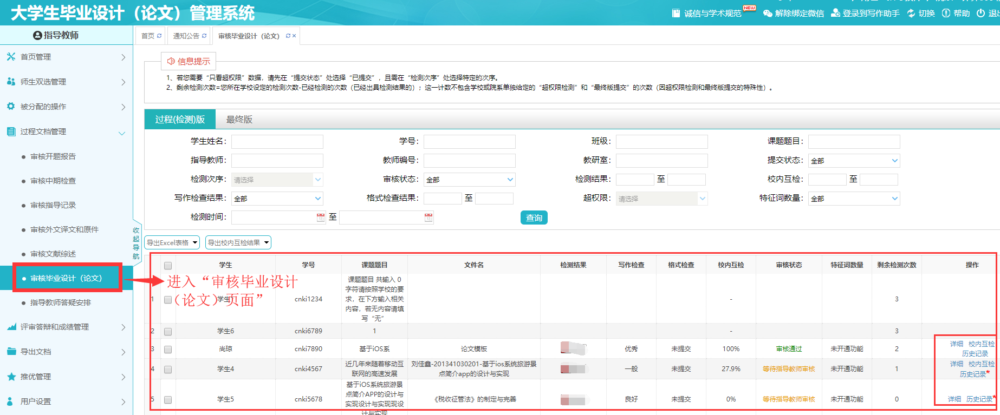 大学生毕业设计（论文）管理系统
诚信与学术规范 NEW 解除绑定微信 登录到写作助手 切换 帮助
指导教师
首页 通知公告 审核毕业设计（论文）
首页管理
师生双选管理
被分配的操作
过程文档管理
审核开题报告
审核中期检查
审核指导记录
审核外文译文和原件
审核文献综述
审核毕业设计（论文）
指导教师答疑安排
评审答辩和成绩管理
导出文档
推优管理
用户设置
收起导航
信息提示
1、若您需要“只看超权限”数据，请先在“提交状态”处选择“已提交”，且需在“检测次序”处选择特定的次序。
2、剩余检测次数=您所在学校设定的检测次数-已经检测的次数（已经出具检测结果的）；这一计数不包含学校或院系单独给定的“超权限检测”和“最终版提交”的次数（因超权限检测和最终版提交的特殊性）。
过程(检测)版 最终版
学生姓名： 学号： 班级： 课题题目：
指导教师： 教师编号： 教研室： 提交状态： 全部
检测次序： 请选择 审核状态： 全部 检测结果： 至 校内互检： 至
写作检查结果： 全部 格式检查结果： 至 超权限： 请选择 特征词数量： 全部
检测时间： 至 查询
导出Excel表格 导出校内互检结果
学生 学号 课题题目 文件名 检测结果 写作检查 格式检查 校内互检 审核状态 特征词数量 剩余检测次数 操作
进入“审核毕业设计
（论文）页面”
课题题目 共输入 0
字符请按照学校的要
求，在下方输入相关
内容，若无内容请填
写“无”
1 学生 cnki1234 - 3
2 学生6 cnki6789 1 - 3
3 尚琼 cnki7890 基于iOS系 论文模板 优秀 未提交 100% 审核通过 未开通功能 2 详细 校内互检
历史记录
4 学生4 cnki4567 近几年来随着移动互
联网的高速发展 刘佳鑫-201341030201-基于ios系统旅游景
点简介app的设计与实现 一般 未提交 27.9% 等待指导教师审核 未开通功能 1 详细 校内互检
历史记录*
5 学生5 cnki5678 基于iOS系统旅游景
点简介APP的设计与
实现设计与实现现设
计与实现 《税收征管法》的制定与完善 良好 未提交 0% 等待指导教师审核 未开通功能 0 详细 历史记录*